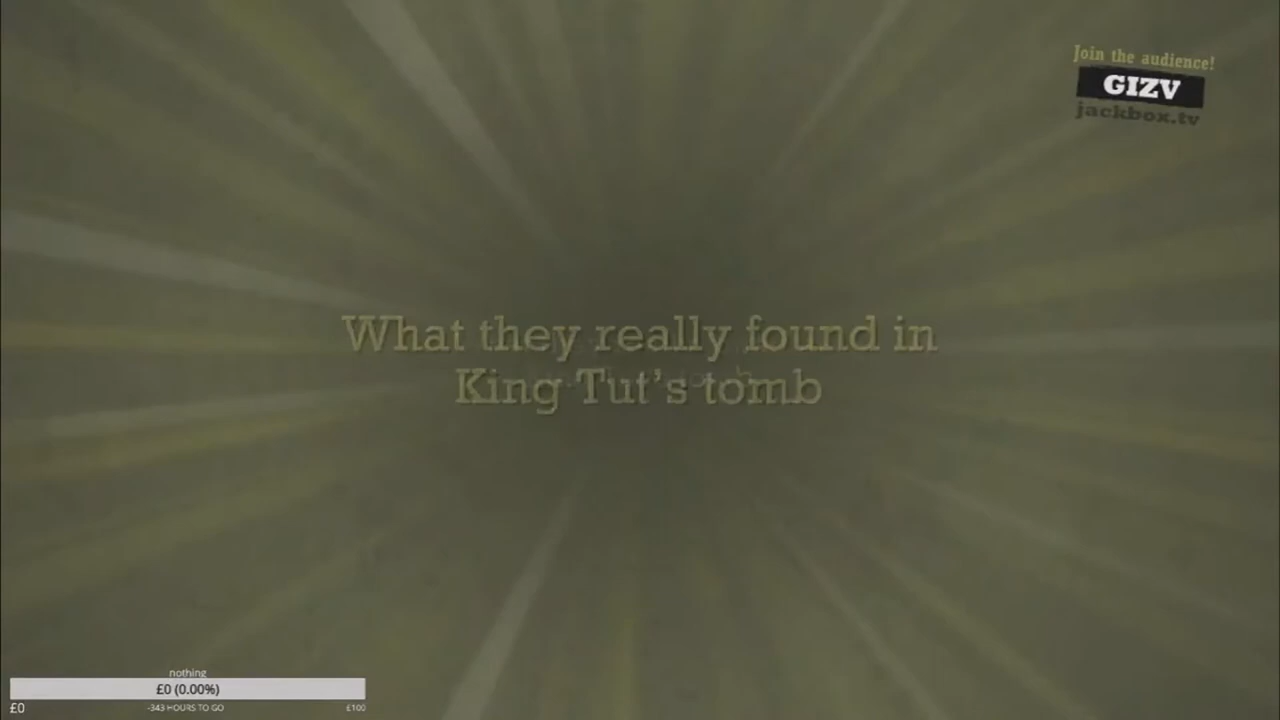 Join the audience!
GIZV
jackbox.tv
What they really found in
King Tut's tomb
nothing
£0 (0.00%)
£0
-343 HOURS TO GO
£100